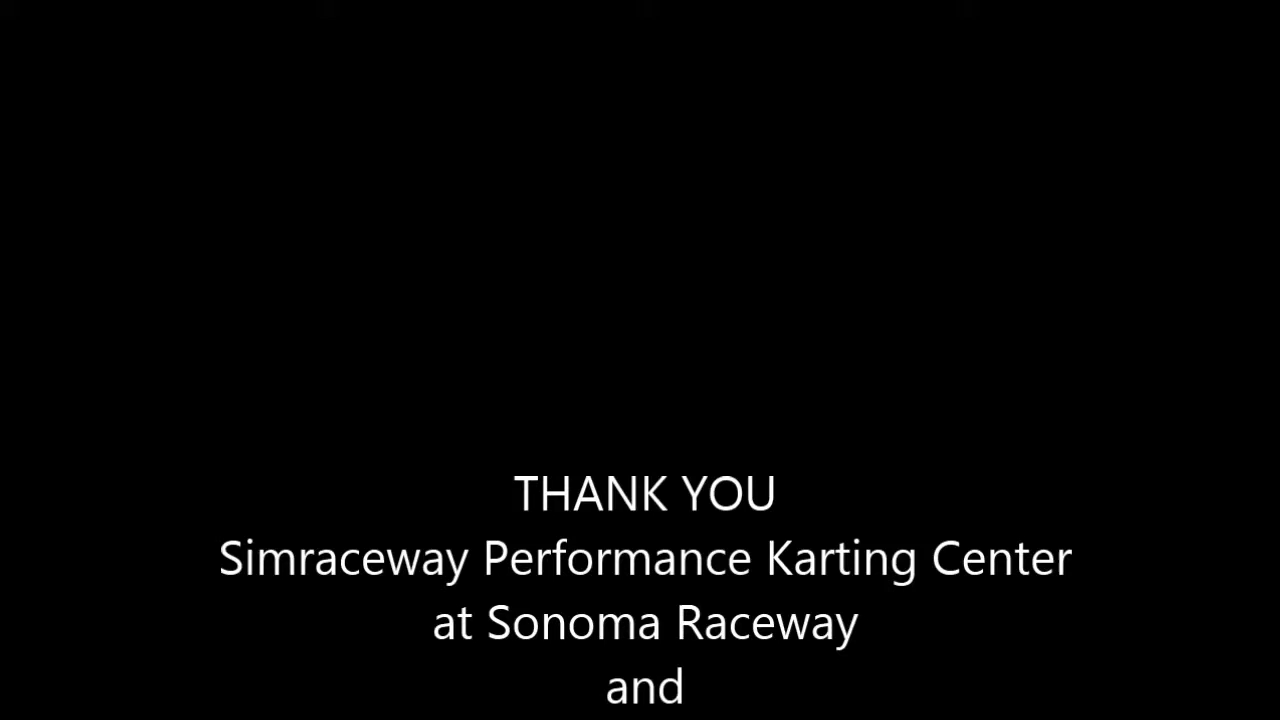 THANK YOU
Simraceway Performance Karting Center
at Sonoma Raceway
and